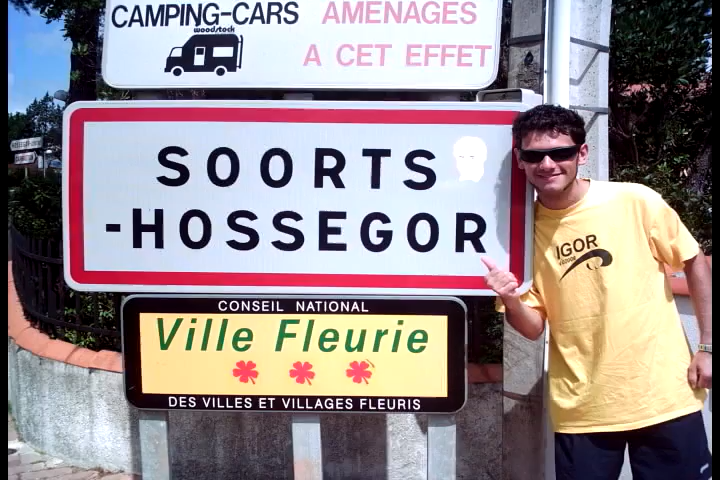 CAMPING-CARS AMENAGES
woodstock
A CET EFFET
SOORTS
-HOSSEGOR
CONSEIL NATIONAL
Ville Fleurie
DES VILLES ET VILLAGES FLEURIS
IGOR